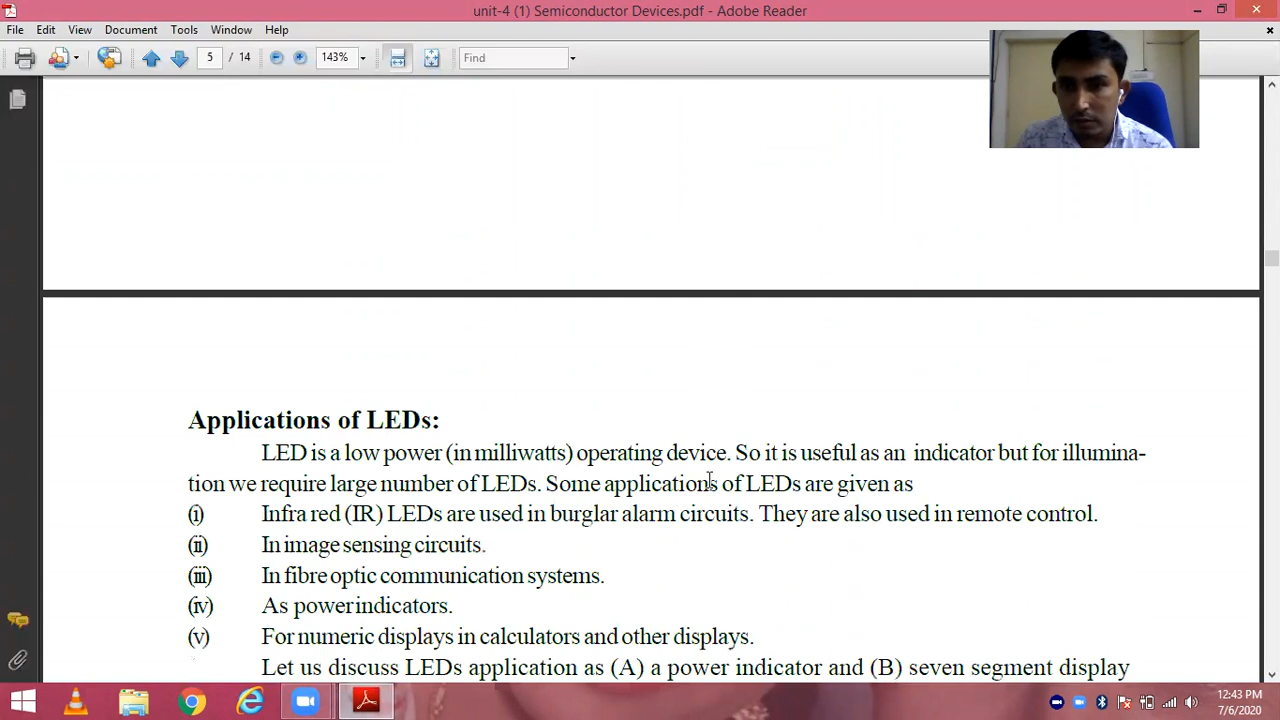 unit-4 (1) Semiconductor Devices.pdf - Adobe Reader
File Edit View Document Tools Window Help
5 / 14 143% Find
Applications of LEDs:
LED is a low power (in milliwatts) operating device. So it is useful as an indicator but for illumina-
tion we require large number of LEDs. Some applications of LEDs are given as
(i) Infra red (IR) LEDs are used in burglar alarm circuits. They are also used in remote control.
(ii) In image sensing circuits.
(iii) In fibre optic communication systems.
(iv) As power indicators.
(v) For numeric displays in calculators and other displays.
Let us discuss LEDs application as (A) a power indicator and (B) seven segment display
12:43 PM
7/6/2020